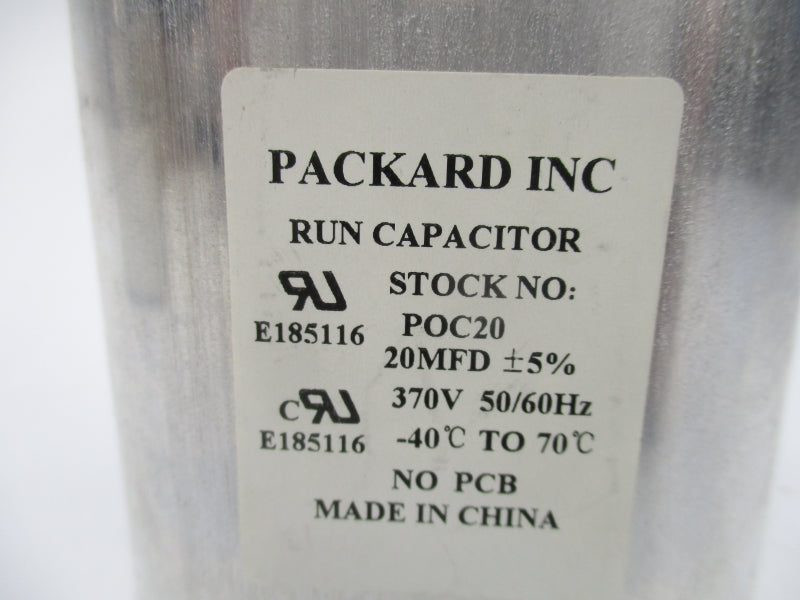 PACKARD INC
RUN CAPACITOR
STOCK NO:
E185116 POC20
20MFD ±5%
C 370V 50/60Hz
E185116 -40℃ TO 70℃
NO PCB
MADE IN CHINA